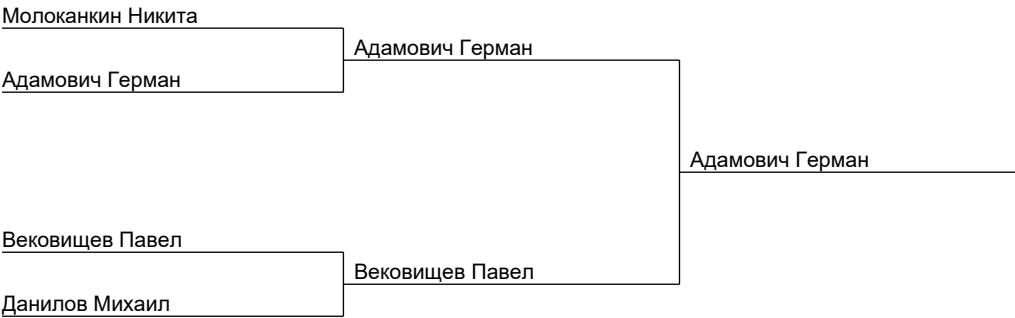 Молоканкин Никита
Адамович Герман
Адамович Герман
Адамович Герман
Вековищев Павел
Вековищев Павел
Данилов Михаил